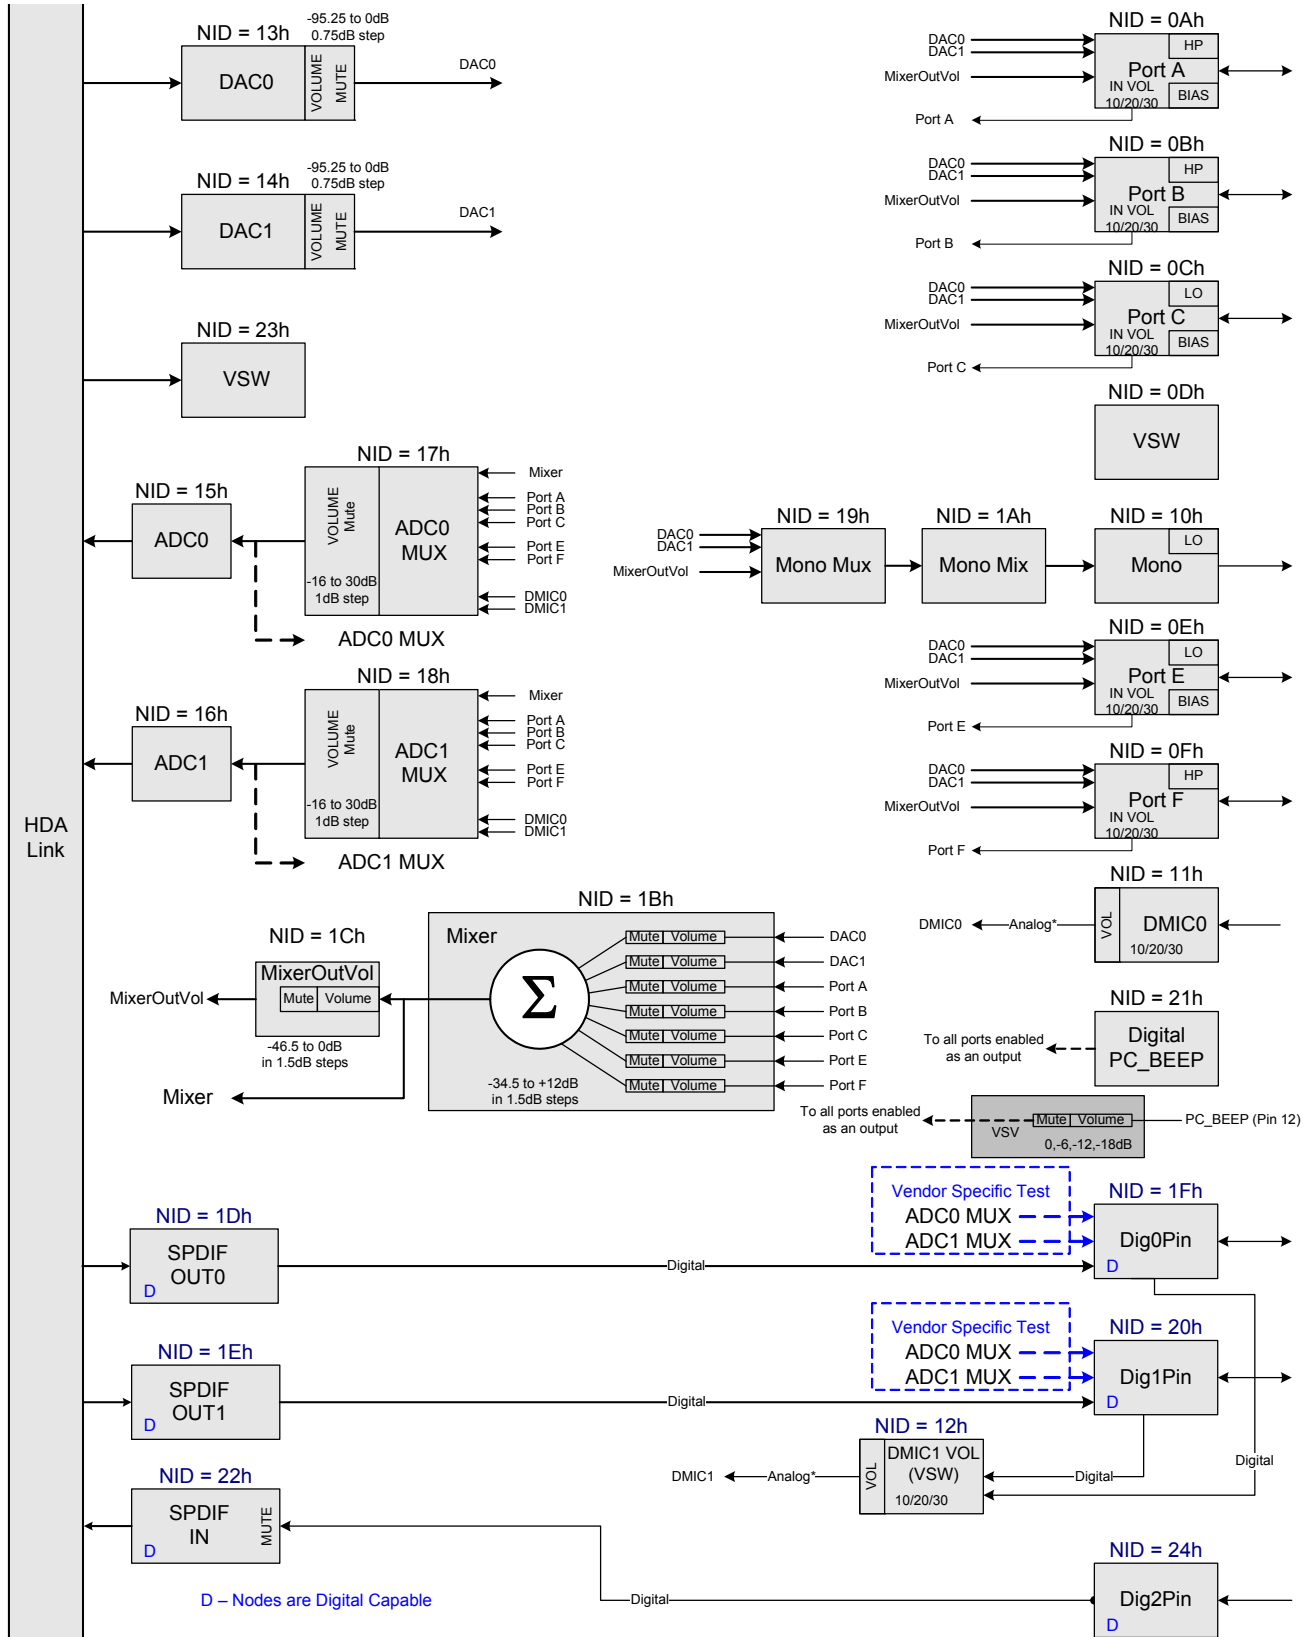 HDA
Link
NID = 13h
-95.25 to 0dB
0.75dB step
DAC0
VOLUME
MUTE
DAC0
NID = 14h
-95.25 to 0dB
0.75dB step
DAC1
VOLUME
MUTE
DAC1
NID = 23h
VSW
NID = 17h
NID = 15h
ADC0
VOLUME
Mute
-16 to 30dB
1dB step
ADC0
MUX
Mixer
Port A
Port B
Port C
Port E
Port F
DMIC0
DMIC1
ADC0 MUX
NID = 18h
NID = 16h
ADC1
VOLUME
Mute
-16 to 30dB
1dB step
ADC1
MUX
Mixer
Port A
Port B
Port C
Port E
Port F
DMIC0
DMIC1
ADC1 MUX
NID = 1Bh
Mixer
Σ
Mute Volume
DAC0
Mute Volume
DAC1
Mute Volume
Port A
Mute Volume
Port B
Mute Volume
Port C
Mute Volume
Port E
Mute Volume
Port F
-34.5 to +12dB
in 1.5dB steps
NID = 1Ch
MixerOutVol
Mute Volume
-46.5 to 0dB
in 1.5dB steps
MixerOutVol
Mixer
NID = 0Ah
DAC0
DAC1
MixerOutVol
HP
Port A
IN VOL
10/20/30
BIAS
Port A
NID = 0Bh
DAC0
DAC1
MixerOutVol
HP
Port B
IN VOL
10/20/30
BIAS
Port B
NID = 0Ch
DAC0
DAC1
MixerOutVol
LO
Port C
IN VOL
10/20/30
BIAS
Port C
NID = 0Dh
VSW
NID = 19h
DAC0
DAC1
MixerOutVol
Mono Mux
NID = 1Ah
Mono Mix
NID = 10h
LO
Mono
NID = 0Eh
DAC0
DAC1
MixerOutVol
LO
Port E
IN VOL
10/20/30
BIAS
Port E
NID = 0Fh
DAC0
DAC1
MixerOutVol
HP
Port F
IN VOL
10/20/30
Port F
NID = 11h
DMIC0
Analog*
VOL
DMIC0
10/20/30
NID = 21h
Digital
PC_BEEP
To all ports enabled
as an output
To all ports enabled
as an output
VSV
Mute Volume
0,-6,-12,-18dB
PC_BEEP (Pin 12)
NID = 1Dh
SPDIF
OUT0
D
Digital
Vendor Specific Test
ADC0 MUX
ADC1 MUX
NID = 1Fh
Dig0Pin
D
NID = 1Eh
SPDIF
OUT1
D
Digital
Vendor Specific Test
ADC0 MUX
ADC1 MUX
NID = 20h
Dig1Pin
D
NID = 12h
DMIC1
Analog*
VOL
DMIC1 VOL
(VSW)
10/20/30
Digital
Digital
NID = 22h
SPDIF
IN
MUTE
D
Digital
NID = 24h
Dig2Pin
D
D – Nodes are Digital Capable